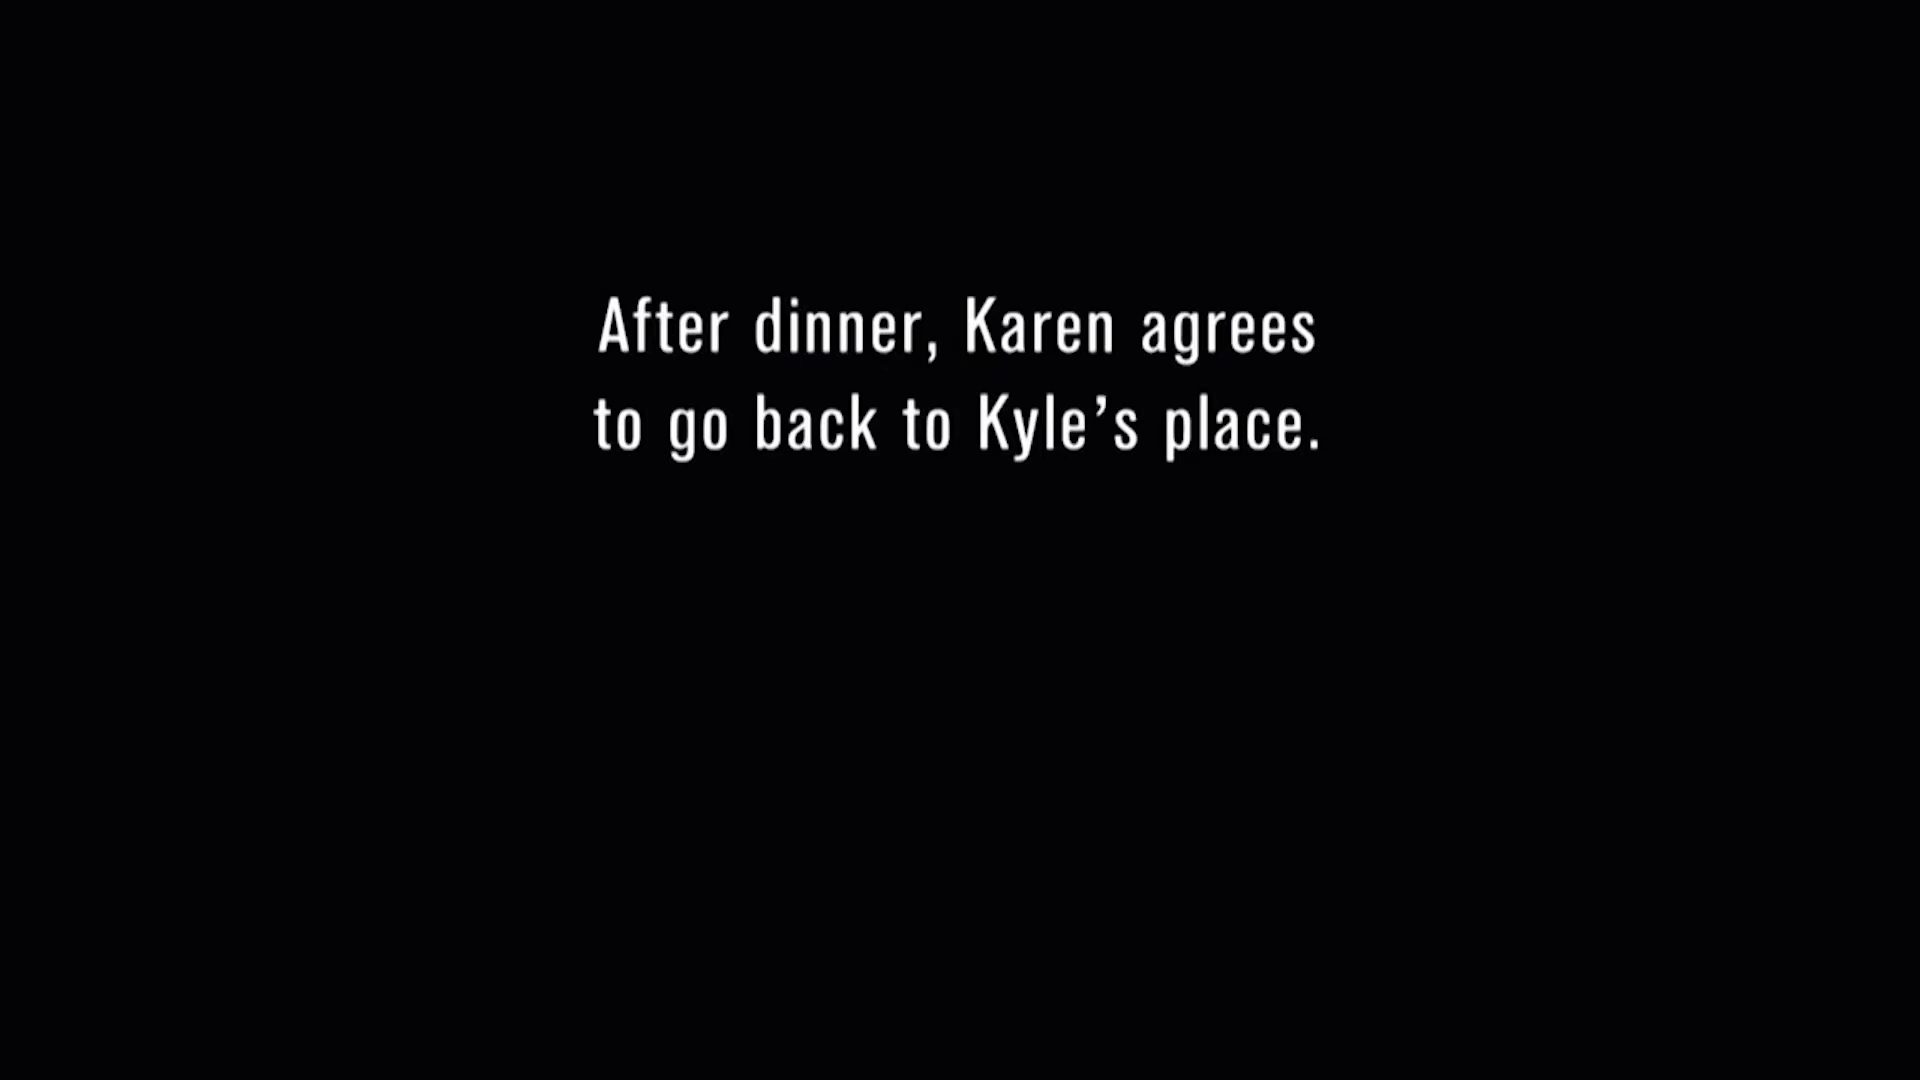 After dinner, Karen agrees
to go back to Kyle’s place.